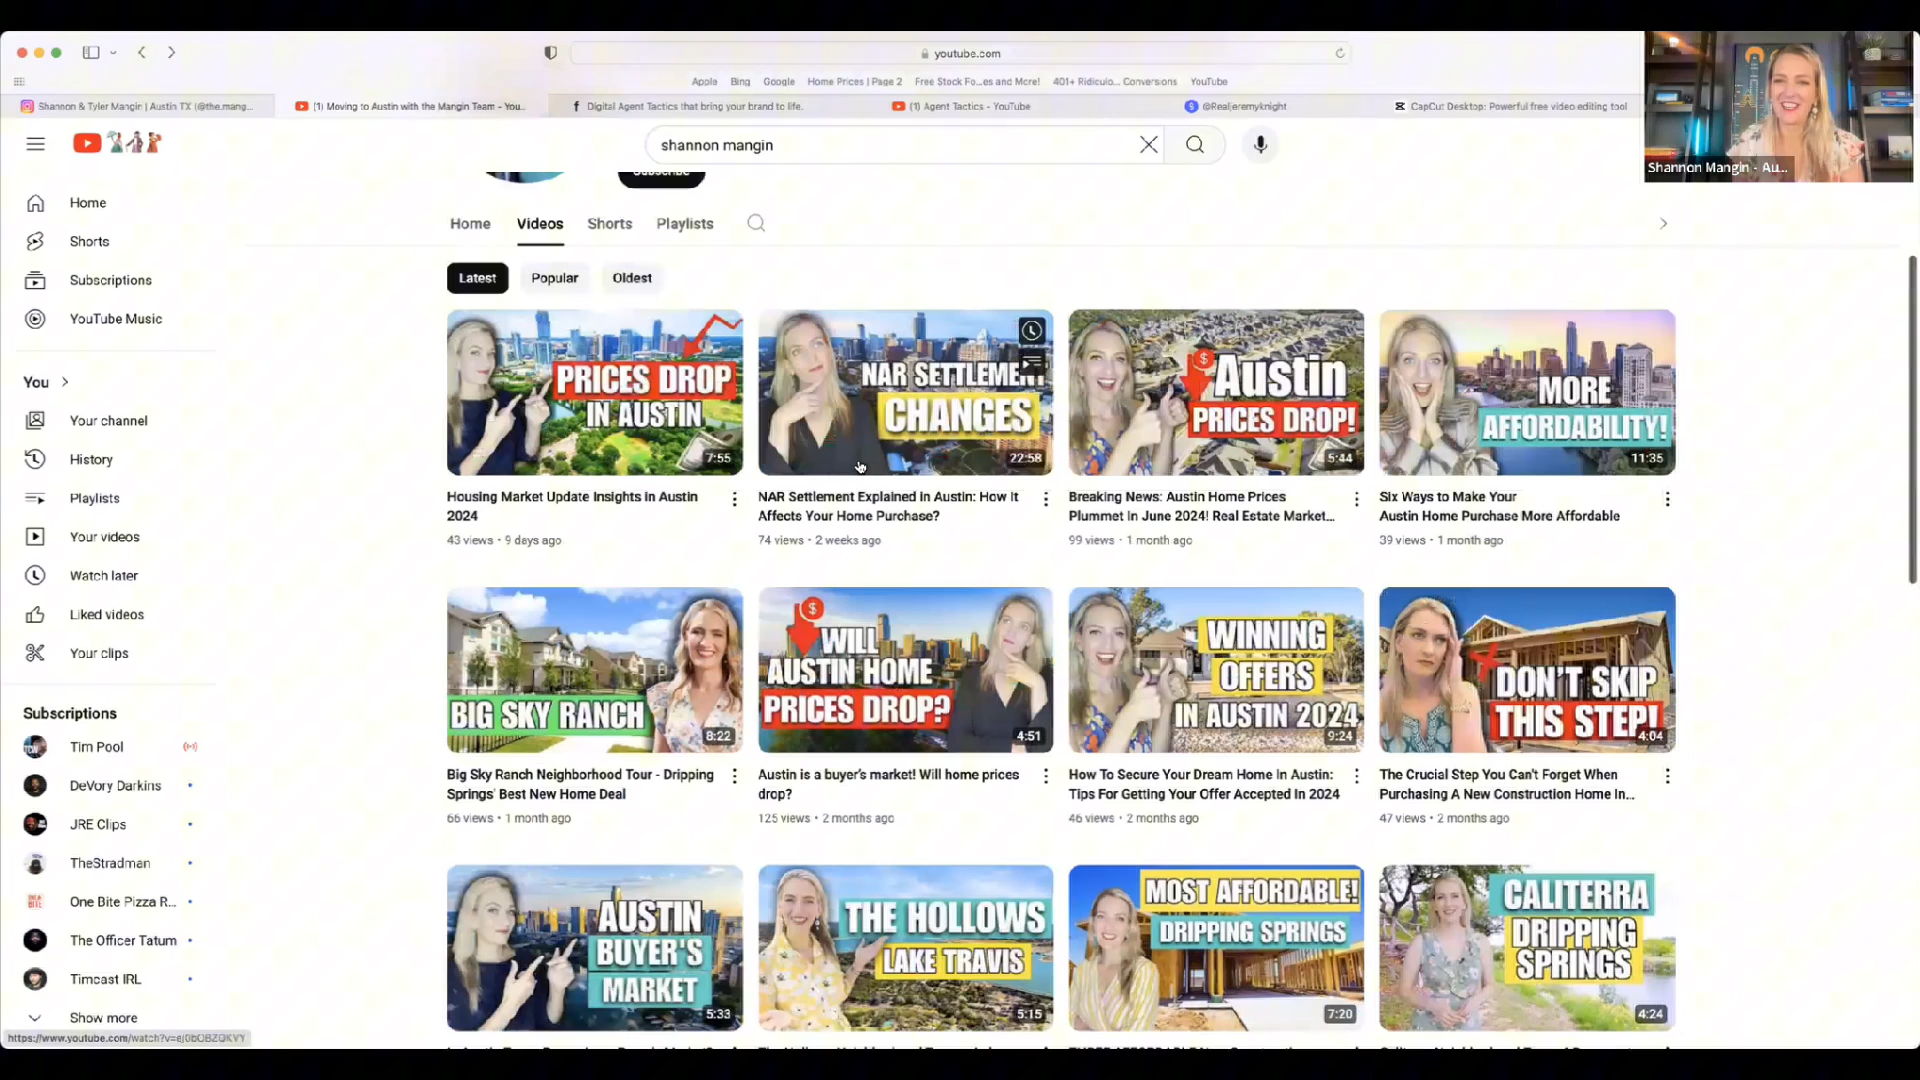 youtube.com
Apple Bing Google Home Prices | Page 2 Free Stock Fo...es and More! 401+ Ridiculo... Conversions YouTube
Shannon & Tyler Mangin | Austin TX (@the.mang...
(1) Moving to Austin with the Mangin Team - You...
Digital Agent Tactics that bring your brand to life.
(1) Agent Tactics - YouTube
@Realjeremyknight
CapCut Desktop: Powerful free video editing tool
Shannon Mangin - Au...
shannon mangin
Subscribe
Home Videos Shorts Playlists
Latest Popular Oldest
Home
Shorts
Subscriptions
YouTube Music
You
Your channel
History
Playlists
Your videos
Watch later
Liked videos
Your clips
Subscriptions
Tim Pool
DeVory Darkins
JRE Clips
TheStradman
One Bite Pizza R...
The Officer Tatum
Timcast IRL
Show more
PRICES DROP
IN AUSTIN
7:55
Housing Market Update Insights in Austin
2024
43 views • 9 days ago
NAR SETTLEMENT
CHANGES
22:58
NAR Settlement Explained in Austin: How It
Affects Your Home Purchase?
74 views • 2 weeks ago
$
Austin
PRICES DROP!
5:44
Breaking News: Austin Home Prices
Plummet In June 2024! Real Estate Market...
99 views • 1 month ago
MORE
AFFORDABILITY!
11:35
Six Ways to Make Your
Austin Home Purchase More Affordable
39 views • 1 month ago
BIG SKY RANCH
8:22
Big Sky Ranch Neighborhood Tour - Dripping
Springs' Best New Home Deal
66 views • 1 month ago
$
WILL
AUSTIN HOME
PRICES DROP?
4:51
Austin is a buyer's market! Will home prices
drop?
125 views • 2 months ago
WINNING
OFFERS
IN AUSTIN 2024
9:24
How To Secure Your Dream Home In Austin:
Tips For Getting Your Offer Accepted In 2024
46 views • 2 months ago
DON'T SKIP
THIS STEP!
4:04
The Crucial Step You Can't Forget When
Purchasing A New Construction Home In...
47 views • 2 months ago
AUSTIN
BUYER'S
MARKET
5:33
THE HOLLOWS
LAKE TRAVIS
5:15
MOST AFFORDABLE!
DRIPPING SPRINGS
7:20
CALITERRA
DRIPPING
SPRINGS
4:24